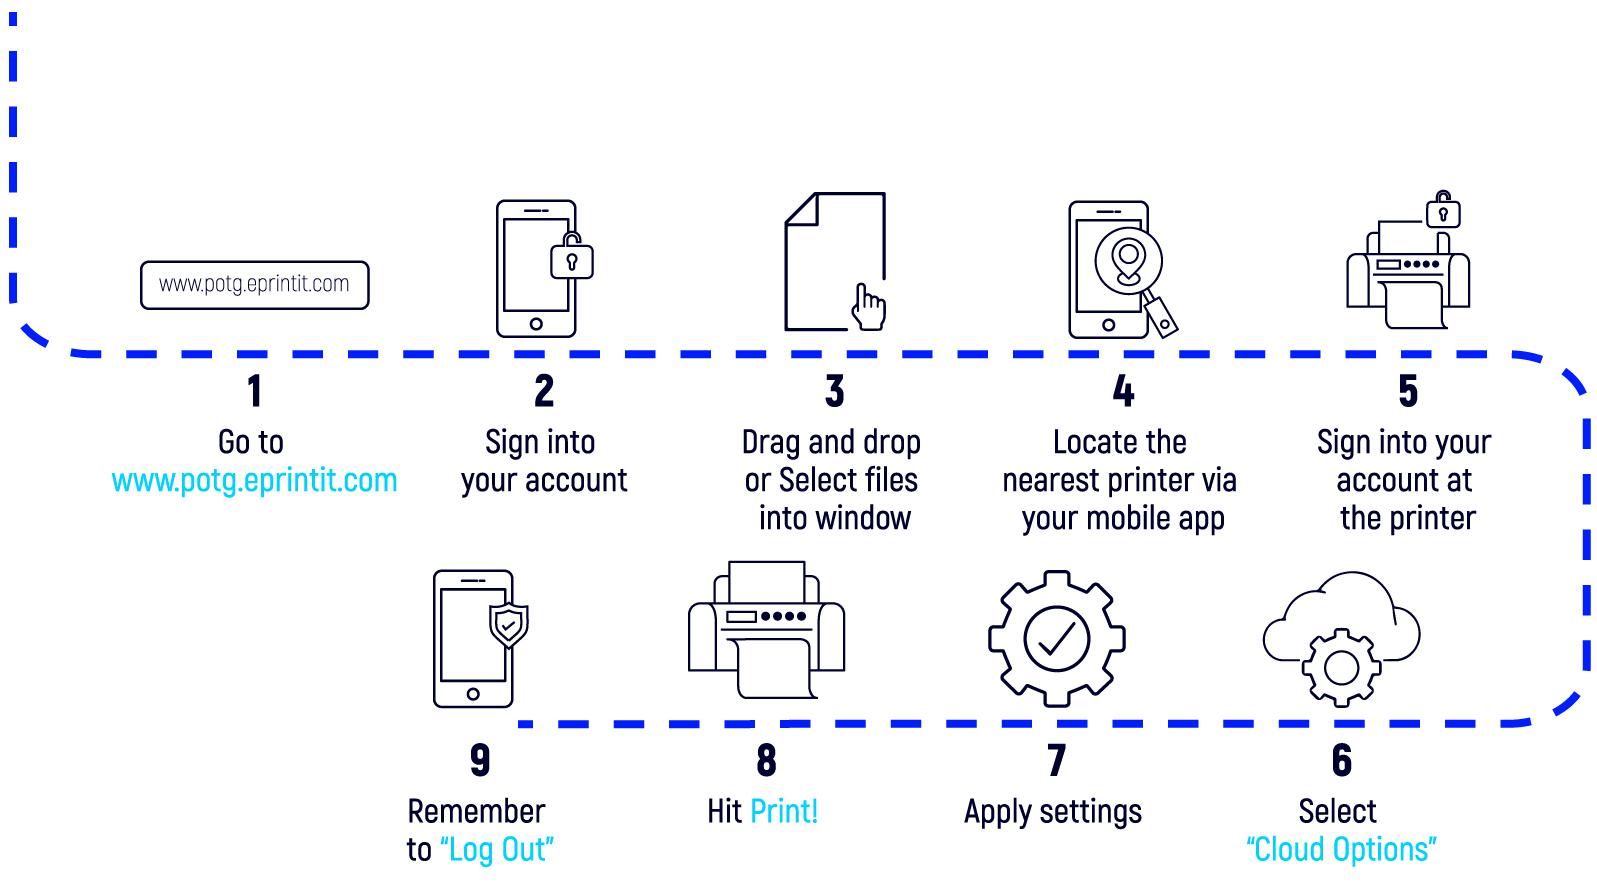 www.potg.eprintit.com
1
Go to
www.potg.eprintit.com
2
Sign into
your account
3
Drag and drop
or Select files
into window
4
Locate the
nearest printer via
your mobile app
5
Sign into your
account at
the printer
6
Select
“Cloud Options”
7
Apply settings
8
Hit Print!
9
Remember
to “Log Out”